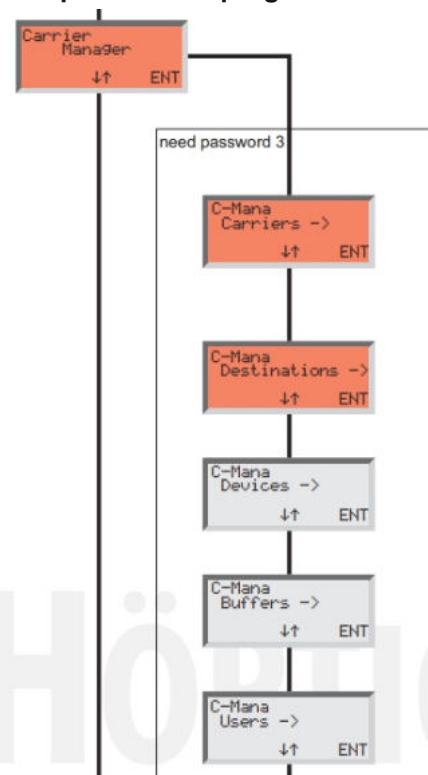 Carrier
Manager
↓↑ ENT
need password 3
C-Mana
Carriers ->
↓↑ ENT
C-Mana
Destinations ->
↓↑ ENT
C-Mana
Devices ->
↓↑ ENT
C-Mana
Buffers ->
↓↑ ENT
C-Mana
Users ->
↓↑ ENT